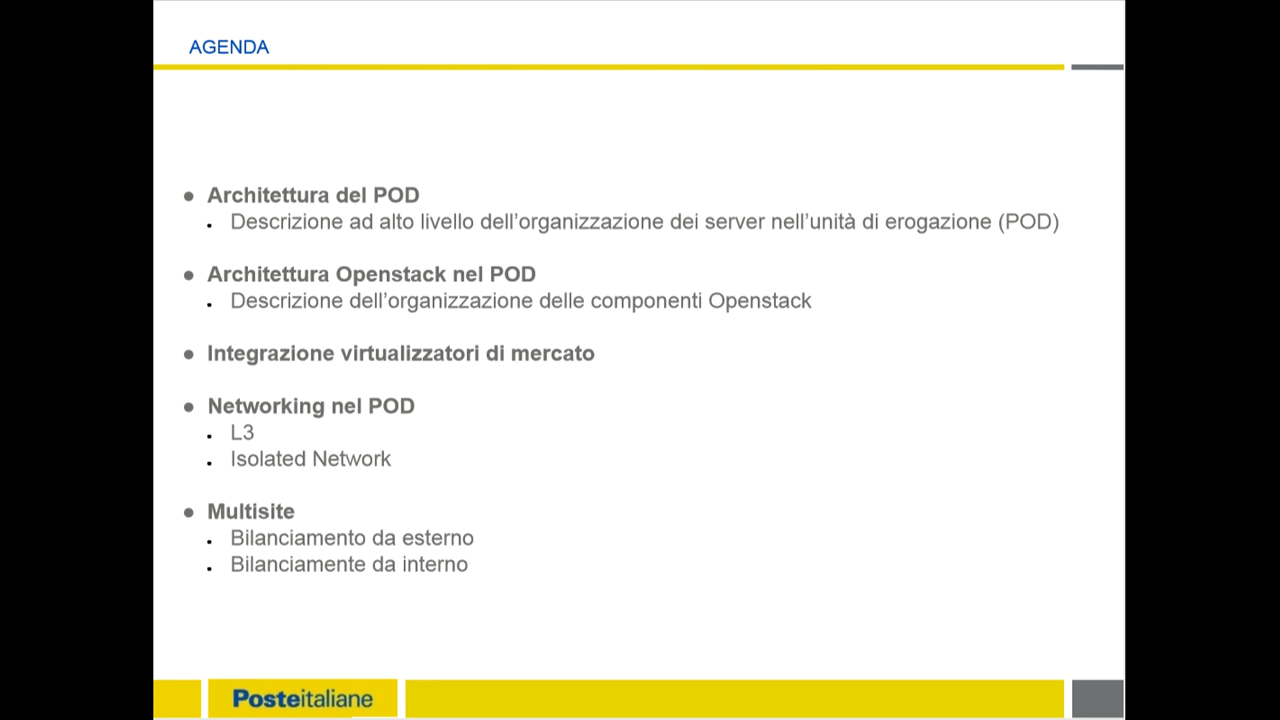 AGENDA
● Architettura del POD
• Descrizione ad alto livello dell’organizzazione dei server nell’unità di erogazione (POD)
● Architettura Openstack nel POD
• Descrizione dell’organizzazione delle componenti Openstack
● Integrazione virtualizzatori di mercato
● Networking nel POD
• L3
• Isolated Network
● Multisite
• Bilanciamento da esterno
• Bilanciamente da interno
Posteitaliane